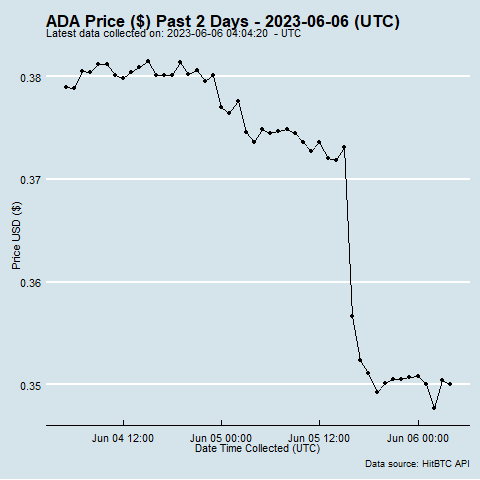 ADA Price ($) Past 2 Days - 2023-06-06 (UTC)
Latest data collected on: 2023-06-06 04:04:20  - UTC
0.38
0.37
0.36
0.35
Price USD ($)
Jun 04 12:00
Jun 05 00:00
Jun 05 12:00
Jun 06 00:00
Date Time Collected (UTC)
Data source: HitBTC API